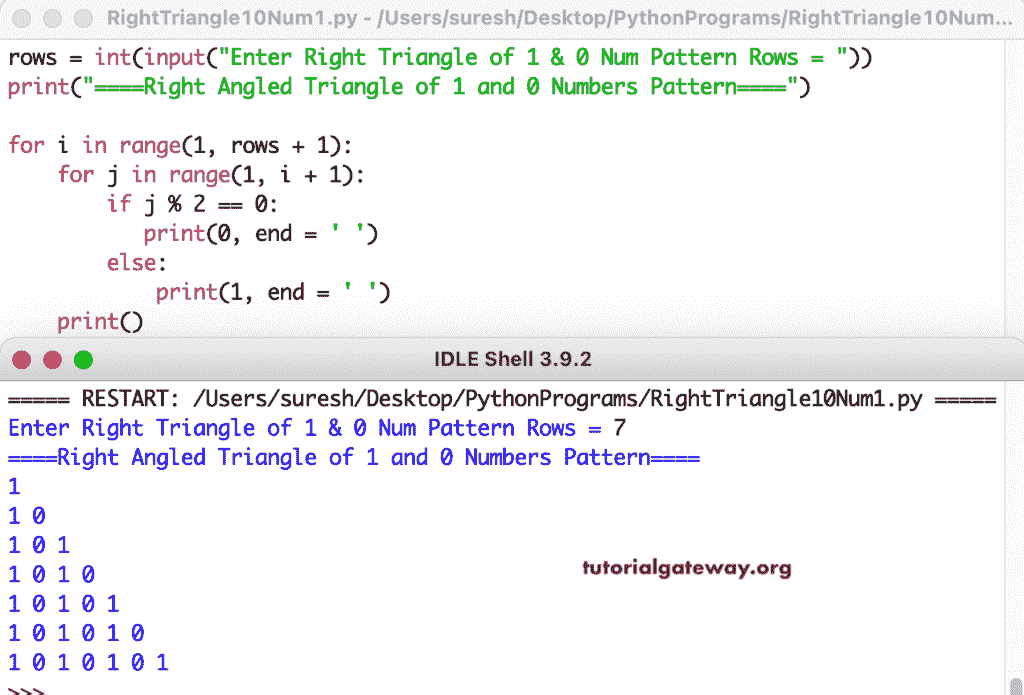 RightTriangle10Num1.py - /Users/suresh/Desktop/PythonPrograms/RightTriangle10Num...
rows = int(input("Enter Right Triangle of 1 & 0 Num Pattern Rows = "))
print("====Right Angled Triangle of 1 and 0 Numbers Pattern====")

for i in range(1, rows + 1):
    for j in range(1, i + 1):
        if j % 2 == 0:
           print(0, end = ' ')
        else:
            print(1, end = ' ')
    print()
IDLE Shell 3.9.2
===== RESTART: /Users/suresh/Desktop/PythonPrograms/RightTriangle10Num1.py =====
Enter Right Triangle of 1 & 0 Num Pattern Rows = 7
====Right Angled Triangle of 1 and 0 Numbers Pattern====
1
1 0
1 0 1
1 0 1 0
1 0 1 0 1
1 0 1 0 1 0
1 0 1 0 1 0 1
>>>
tutorialgateway.org